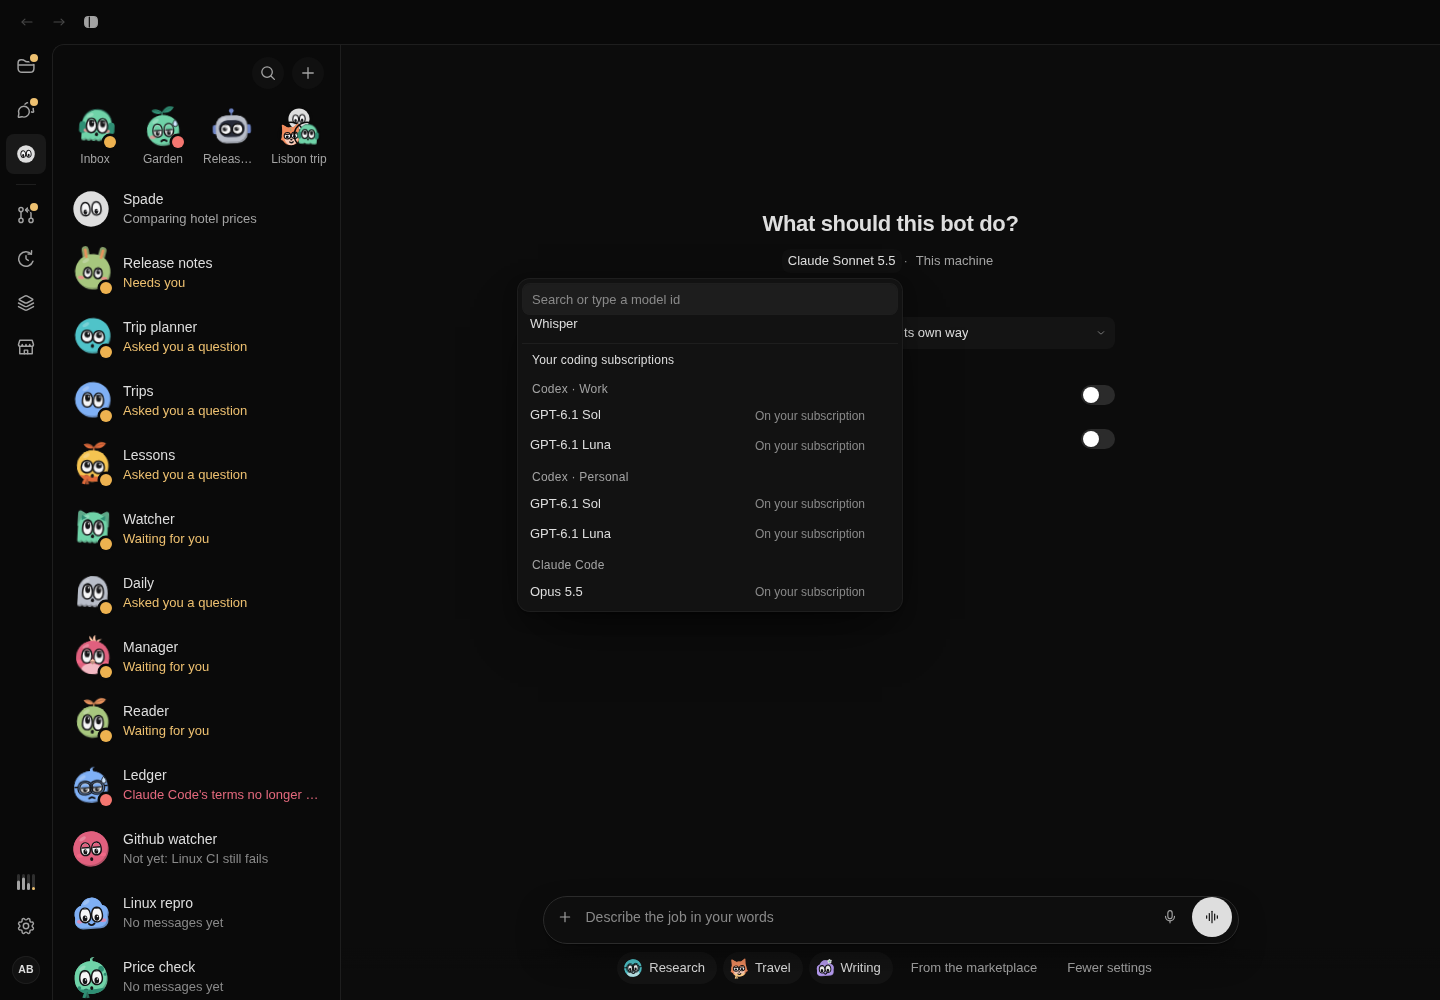 Inbox
Garden
Releas…
Lisbon trip
Spade
Comparing hotel prices
Release notes
Needs you
Trip planner
Asked you a question
Trips
Asked you a question
Lessons
Asked you a question
Watcher
Waiting for you
Daily
Asked you a question
Manager
Waiting for you
Reader
Waiting for you
Ledger
Claude Code's terms no longer …
Github watcher
Not yet: Linux CI still fails
Linux repro
No messages yet
Price check
No messages yet
AB
What should this bot do?
Claude Sonnet 5.5 · This machine
Search or type a model id
Whisper
ts own way
Your coding subscriptions
Codex · Work
GPT-6.1 Sol On your subscription
GPT-6.1 Luna On your subscription
Codex · Personal
GPT-6.1 Sol On your subscription
GPT-6.1 Luna On your subscription
Claude Code
Opus 5.5 On your subscription
Describe the job in your words
Research Travel Writing From the marketplace Fewer settings